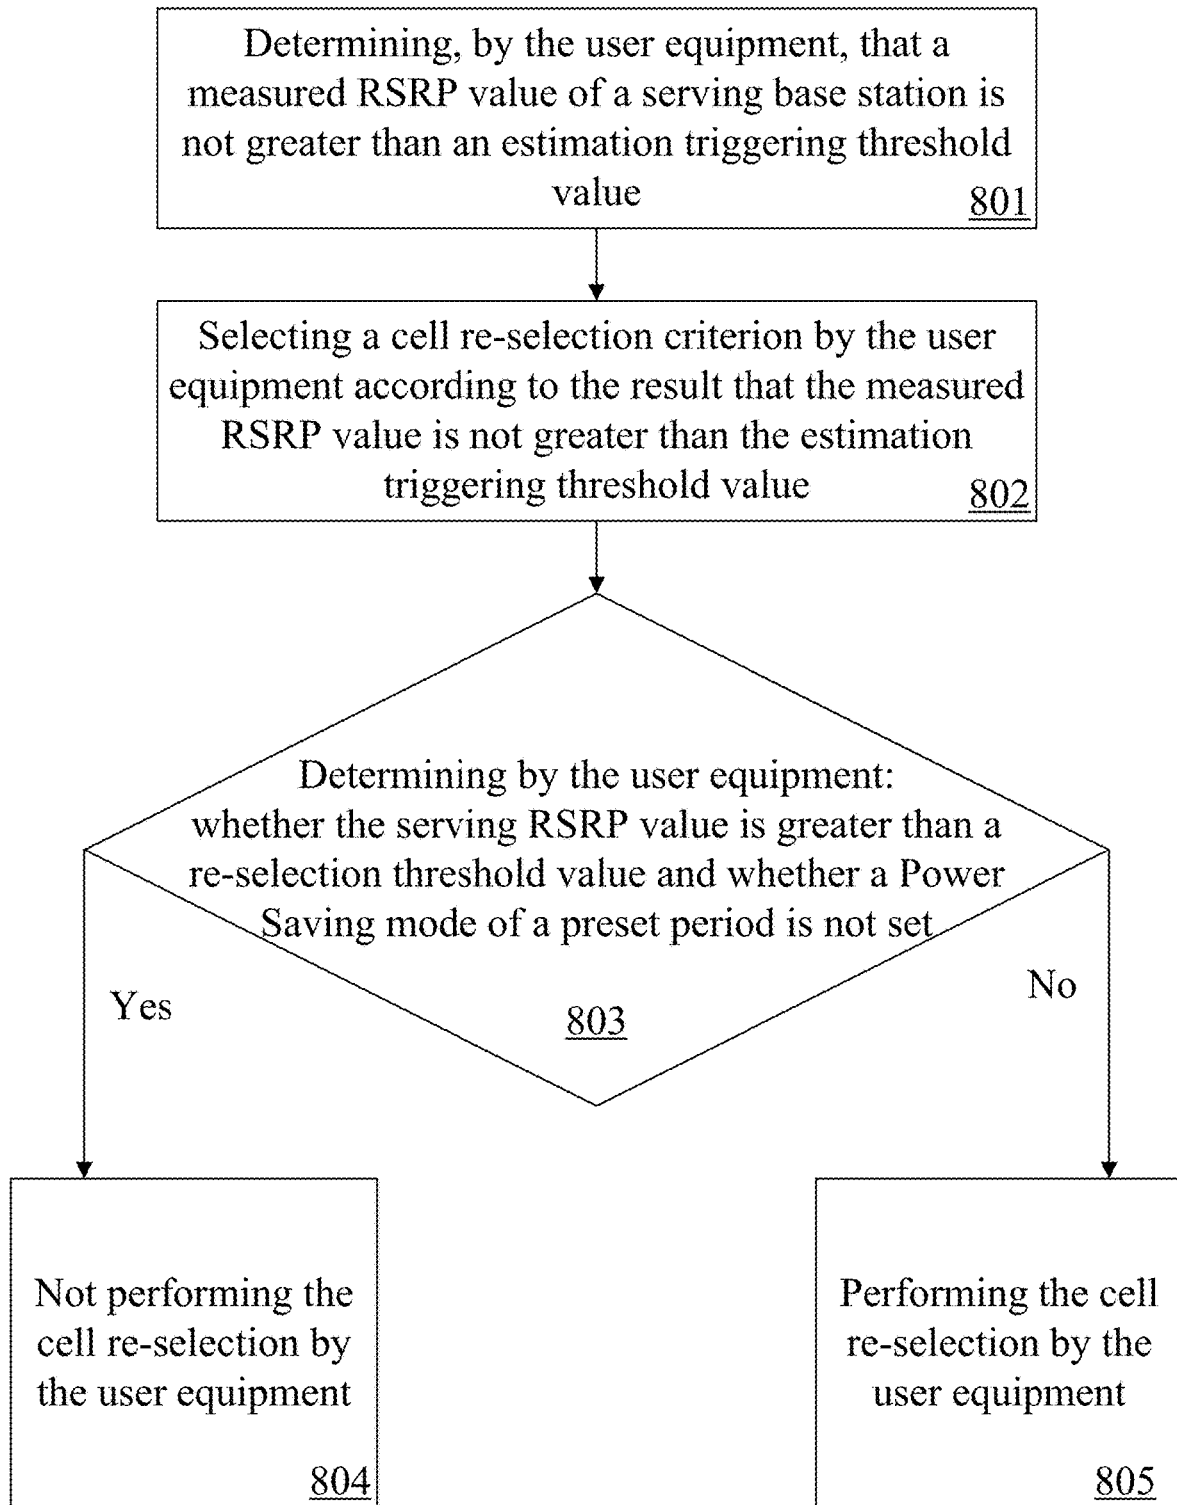 Determining, by the user equipment, that a
measured RSRP value of a serving base station is
not greater than an estimation triggering threshold
value
801
Selecting a cell re-selection criterion by the user
equipment according to the result that the measured
RSRP value is not greater than the estimation
triggering threshold value
802
Determining by the user equipment:
whether the serving RSRP value is greater than a
re-selection threshold value and whether a Power
Saving mode of a preset period is not set
803
Yes
No
Not performing the
cell re-selection by
the user equipment
804
Performing the cell
re-selection by the
user equipment
805